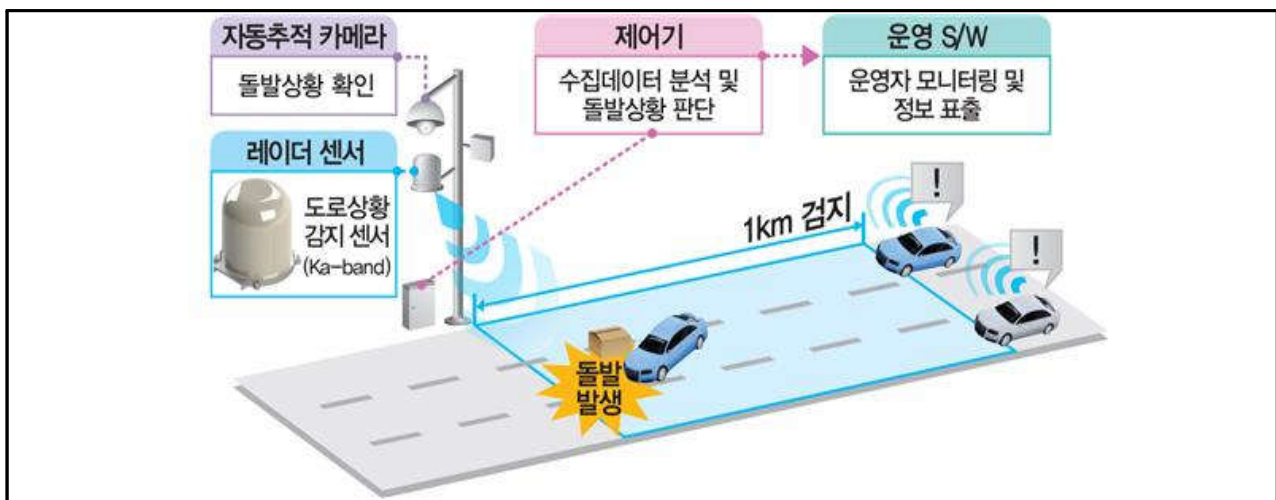 자동추적 카메라
돌발상황 확인
제어기
수집데이터 분석 및
돌발상황 판단
운영 S/W
운영자 모니터링 및
정보 표출
레이더 센서
도로상황
감지 센서
(Ka-band)
1km 검지
!
!
돌발
발생